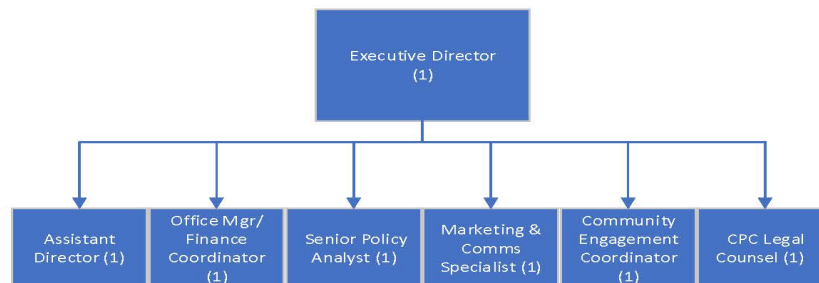 Executive Director
(1)
Assistant
Director (1)
Office Mgr/
Finance
Coordinator
(1)
Senior Policy
Analyst (1)
Marketing &
Comms
Specialist (1)
Community
Engagement
Coordinator
(1)
CPC Legal
Counsel (1)